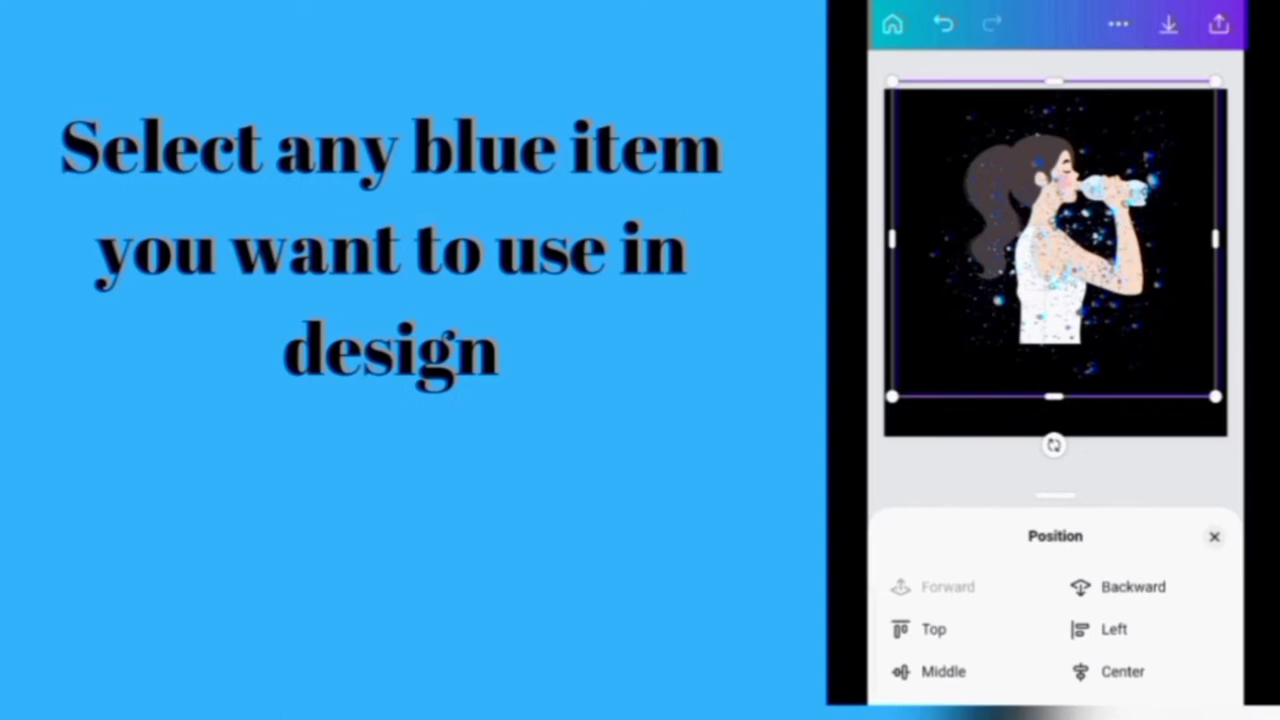 Select any blue item
you want to use in
design
Position
Forward
Backward
Top
Left
Middle
Center